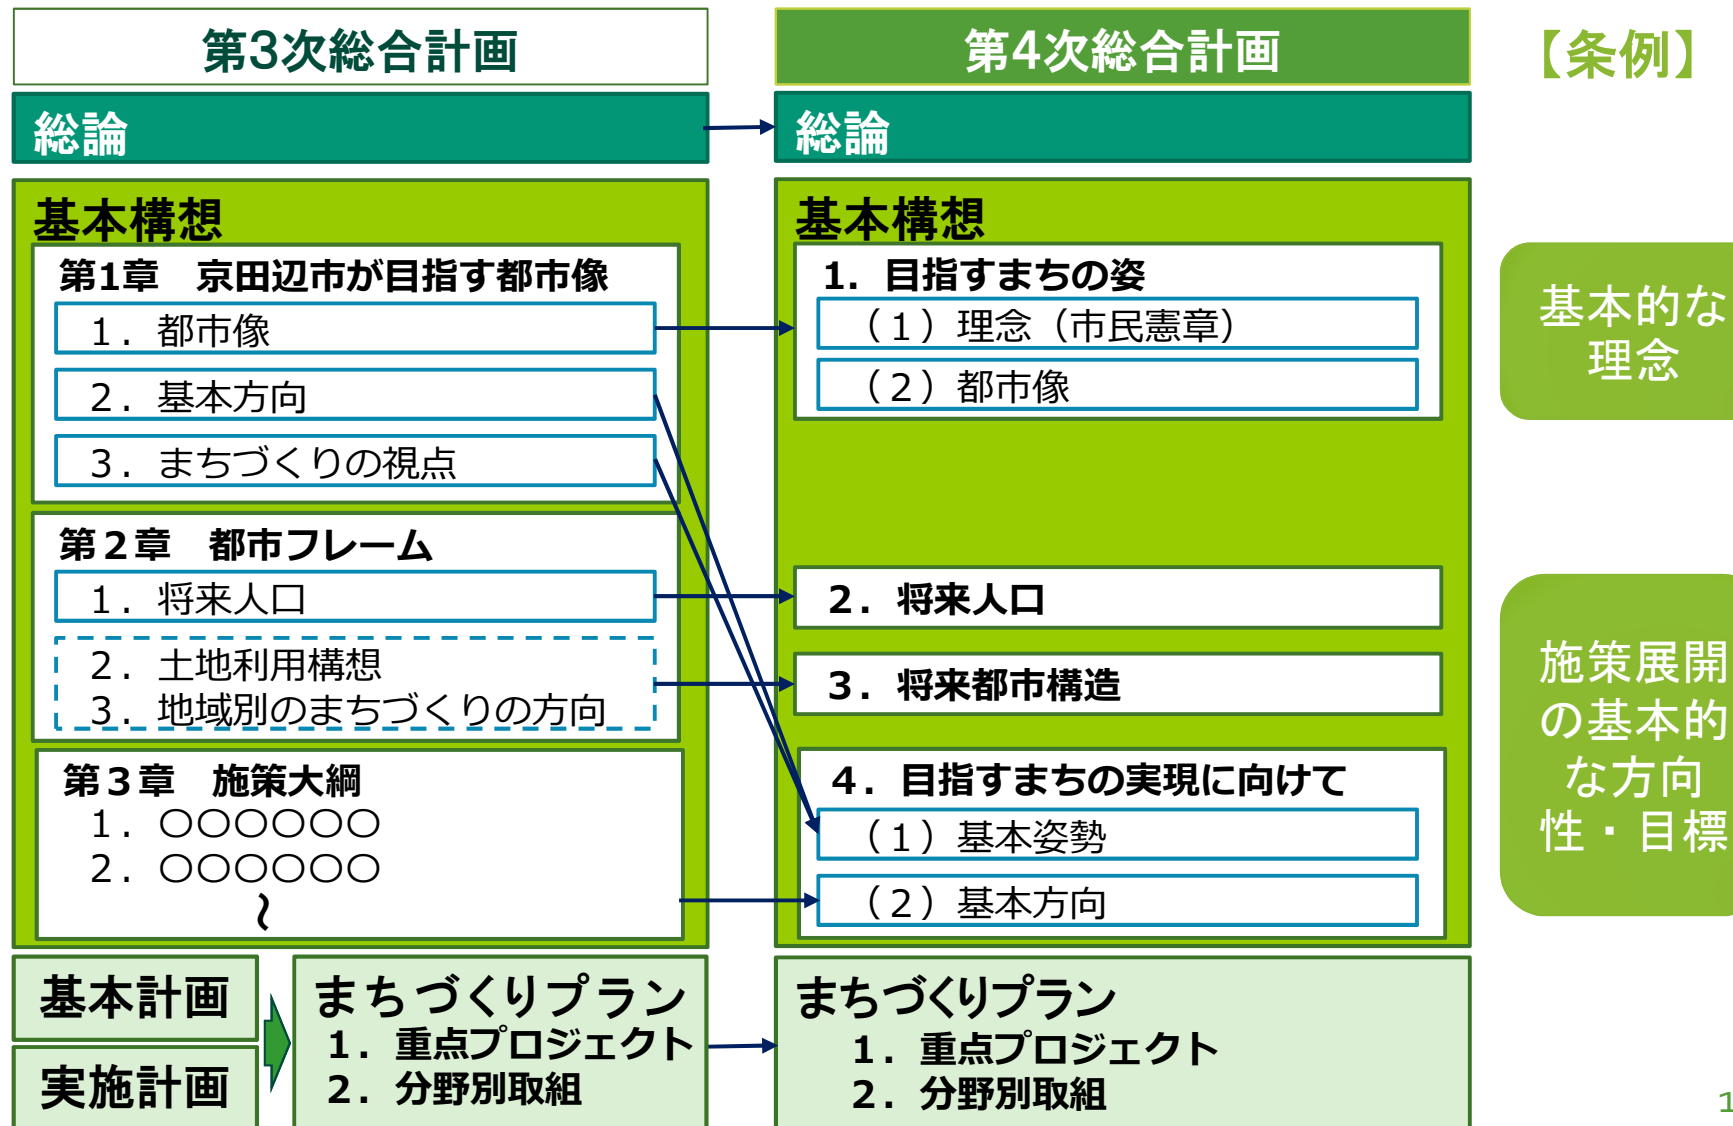 第3次総合計画
総論
基本構想
第1章　京田辺市が目指す都市像
１．都市像
２．基本方向
３．まちづくりの視点
第２章　都市フレーム
１．将来人口
２．土地利用構想
３．地域別のまちづくりの方向
第３章　施策大綱
１．〇〇〇〇〇〇
２．〇〇〇〇〇〇
～
基本計画
実施計画
まちづくりプラン
１．重点プロジェクト
２．分野別取組
第4次総合計画
総論
基本構想
1．目指すまちの姿
（１）理念（市民憲章）
（２）都市像
２．将来人口
３．将来都市構造
４．目指すまちの実現に向けて
（１）基本姿勢
（２）基本方向
まちづくりプラン
１．重点プロジェクト
２．分野別取組
【条例】
基本的な
理念
施策展開
の基本的
な方向
性・目標
1